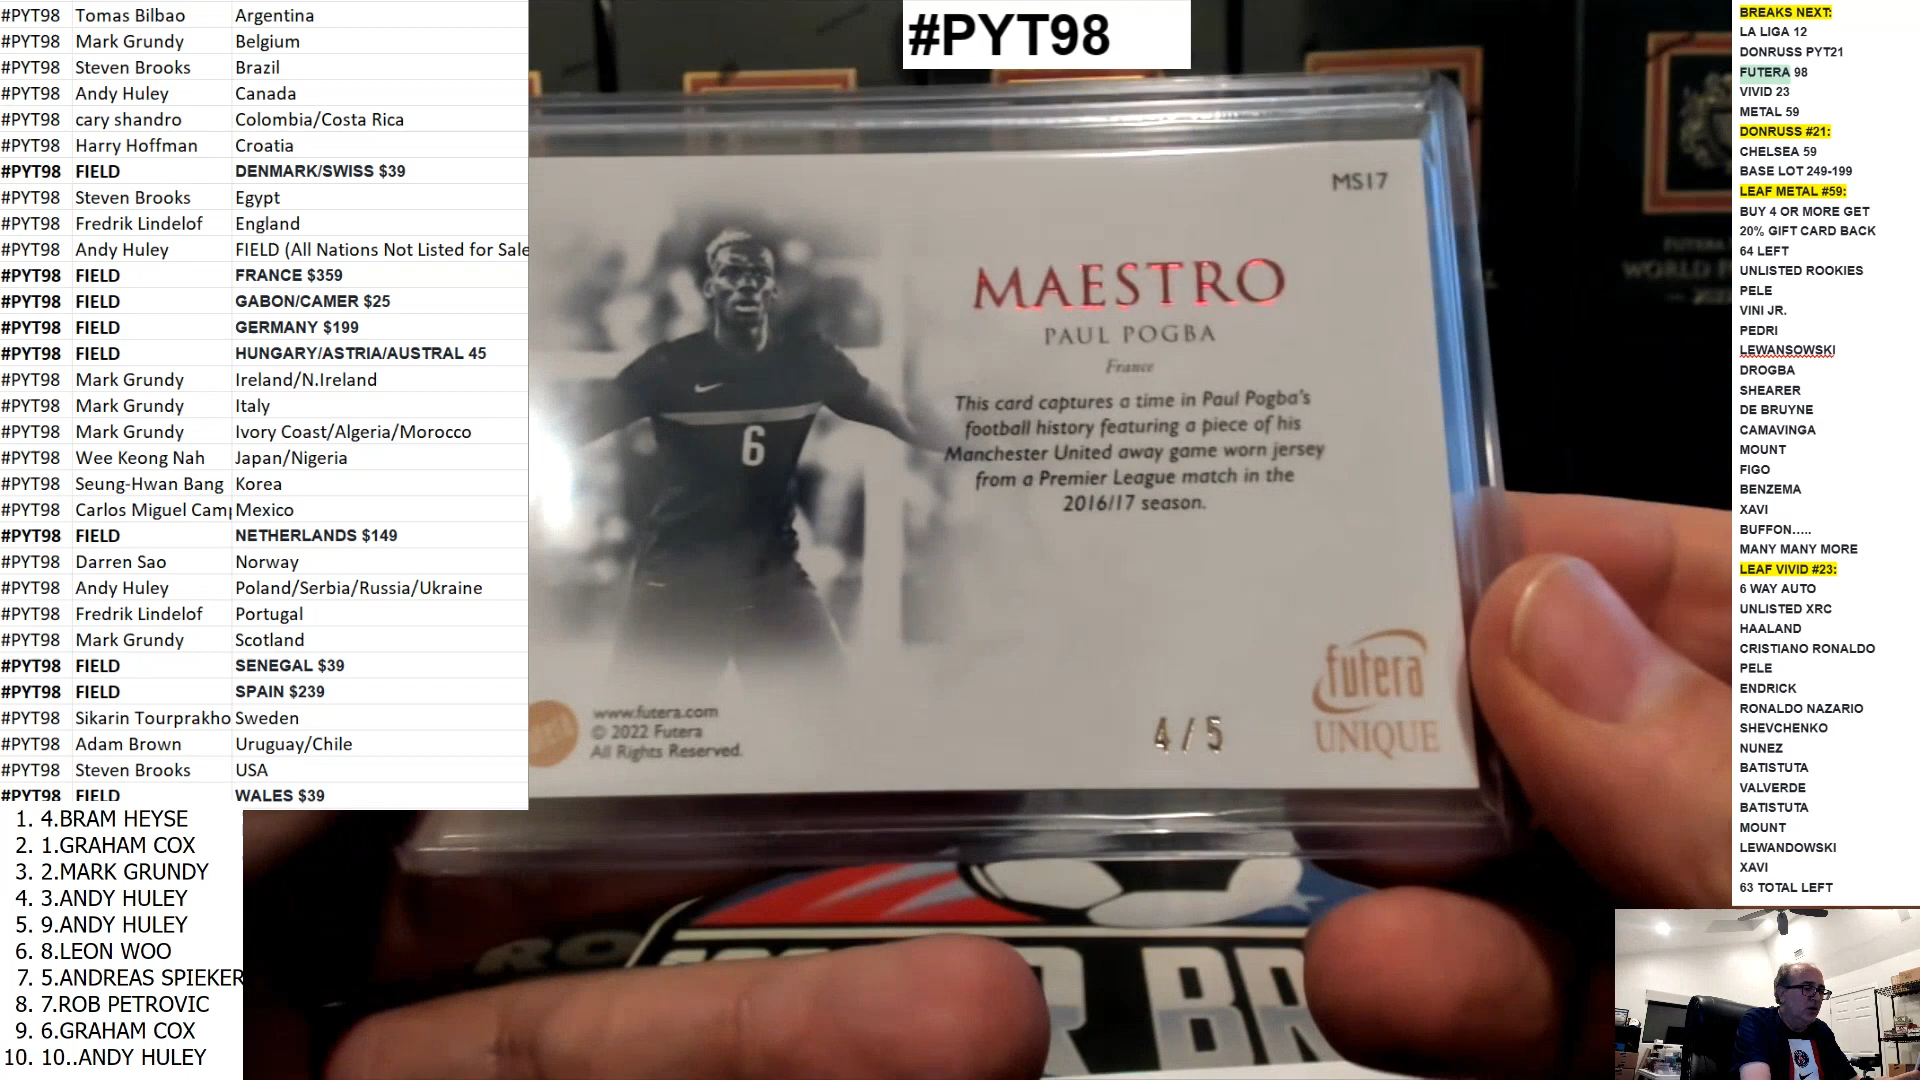 #PYT98 Tomas Bilbao Argentina
#PYT98 Mark Grundy Belgium
#PYT98 Steven Brooks Brazil
#PYT98 Andy Huley Canada
#PYT98 cary shandro Colombia/Costa Rica
#PYT98 Harry Hoffman Croatia
#PYT98 FIELD DENMARK/SWISS $39
#PYT98 Steven Brooks Egypt
#PYT98 Fredrik Lindelof England
#PYT98 Andy Huley FIELD (All Nations Not Listed for Sale
#PYT98 FIELD FRANCE $359
#PYT98 FIELD GABON/CAMER $25
#PYT98 FIELD GERMANY $199
#PYT98 FIELD HUNGARY/ASTRIA/AUSTRAL 45
#PYT98 Mark Grundy Ireland/N.Ireland
#PYT98 Mark Grundy Italy
#PYT98 Mark Grundy Ivory Coast/Algeria/Morocco
#PYT98 Wee Keong Nah Japan/Nigeria
#PYT98 Seung-Hwan Bang Korea
#PYT98 Carlos Miguel Camp Mexico
#PYT98 FIELD NETHERLANDS $149
#PYT98 Darren Sao Norway
#PYT98 Andy Huley Poland/Serbia/Russia/Ukraine
#PYT98 Fredrik Lindelof Portugal
#PYT98 Mark Grundy Scotland
#PYT98 FIELD SENEGAL $39
#PYT98 FIELD SPAIN $239
#PYT98 Sikarin Tourprakho Sweden
#PYT98 Adam Brown Uruguay/Chile
#PYT98 Steven Brooks USA
#PYT98 FIELD WALES $39
1. 4.BRAM HEYSE
2. 1.GRAHAM COX
3. 2.MARK GRUNDY
4. 3.ANDY HULEY
5. 9.ANDY HULEY
6. 8.LEON WOO
7. 5.ANDREAS SPIEKER
8. 7.ROB PETROVIC
9. 6.GRAHAM COX
10. 10..ANDY HULEY
#PYT98
MS17
MAESTRO
PAUL POGBA
France
This card captures a time in Paul Pogba's
football history featuring a piece of his
Manchester United away game worn jersey
from a Premier League match in the
2016/17 season.
6
www.futera.com
© 2022 Futera
All Rights Reserved.
4/5
futera
UNIQUE
BREAKS NEXT:
LA LIGA 12
DONRUSS PYT21
FUTERA 98
VIVID 23
METAL 59
DONRUSS #21:
CHELSEA 59
BASE LOT 249-199
LEAF METAL #59:
BUY 4 OR MORE GET
20% GIFT CARD BACK
64 LEFT
UNLISTED ROOKIES
PELE
VINI JR.
PEDRI
LEWANSOWSKI
DROGBA
SHEARER
DE BRUYNE
CAMAVINGA
MOUNT
FIGO
BENZEMA
XAVI
BUFFON.....
MANY MANY MORE
LEAF VIVID #23:
6 WAY AUTO
UNLISTED XRC
HAALAND
CRISTIANO RONALDO
PELE
ENDRICK
RONALDO NAZARIO
SHEVCHENKO
NUNEZ
BATISTUTA
VALVERDE
BATISTUTA
MOUNT
LEWANDOWSKI
XAVI
63 TOTAL LEFT